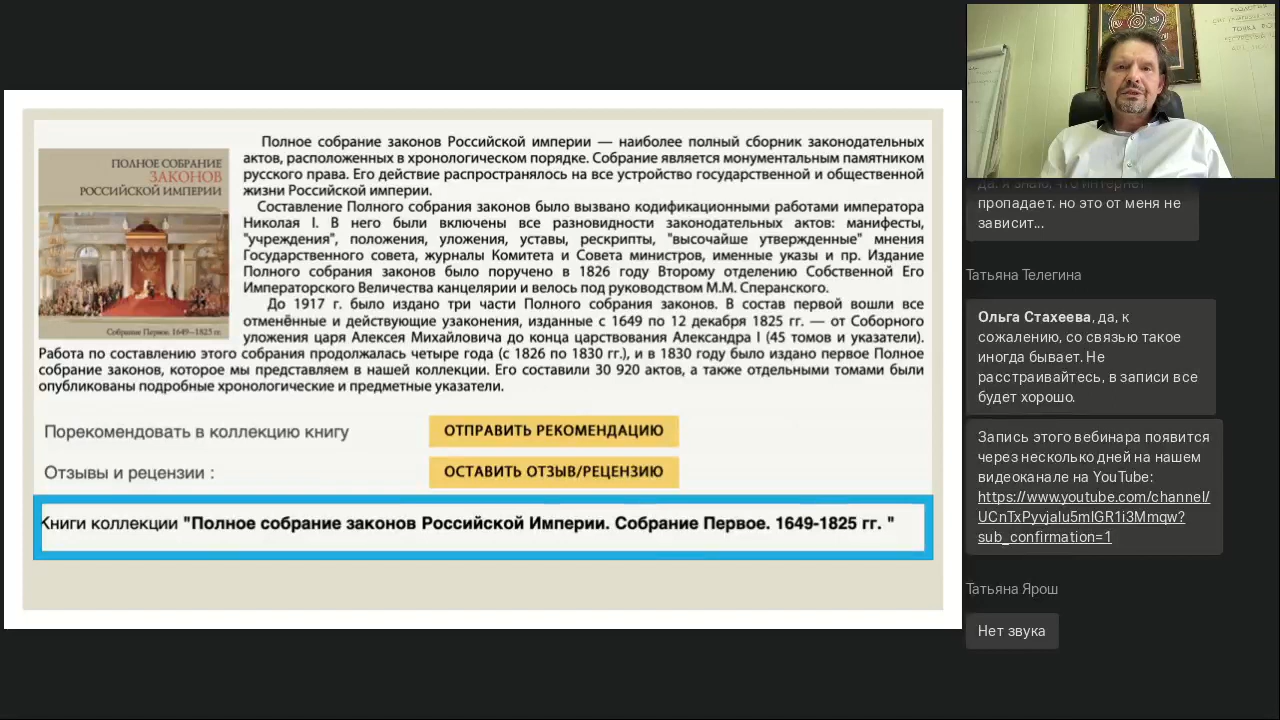 ПОЛНОЕ СОБРАНИЕ
ЗАКОНОВ
РОССИЙСКОЙ ИМПЕРИИ
Собрание Первое. 1649–1825 гг.
Полное собрание законов Российской империи — наиболее полный сборник законодательных
актов, расположенных в хронологическом порядке. Собрание является монументальным памятником
русского права. Его действие распространялось на все устройство государственной и общественной
жизни Российской империи.
Составление Полного собрания законов было вызвано кодификационными работами императора
Николая I. В него были включены все разновидности законодательных актов: манифесты,
"учреждения", положения, уложения, уставы, рескрипты, "высочайше утвержденные" мнения
Государственного совета, журналы Комитета и Совета министров, именные указы и пр. Издание
Полного собрания законов было поручено в 1826 году Второму отделению Собственной Его
Императорского Величества канцелярии и велось под руководством М.М. Сперанского.
До 1917 г. было издано три части Полного собрания законов. В состав первой вошли все
отменённые и действующие узаконения, изданные с 1649 по 12 декабря 1825 гг. — от Соборного
уложения царя Алексея Михайловича до конца царствования Александра I (45 томов и указатели).
Работа по составлению этого собрания продолжалась четыре года (с 1826 по 1830 гг.), и в 1830 году было издано первое Полное
собрание законов, которое мы представляем в нашей коллекции. Его составили 30 920 актов, а также отдельными томами были
опубликованы подробные хронологические и предметные указатели.
Порекомендовать в коллекцию книгу
ОТПРАВИТЬ РЕКОМЕНДАЦИЮ
Отзывы и рецензии :
ОСТАВИТЬ ОТЗЫВ/РЕЦЕНЗИЮ
Книги коллекции "Полное собрание законов Российской Империи. Собрание Первое. 1649-1825 гг. "
да. я знаю, что интернет
пропадает. но это от меня не
зависит...
Татьяна Телегина
Ольга Стахеева, да, к
сожалению, со связью такое
иногда бывает. Не
расстраивайтесь, в записи все
будет хорошо.
Запись этого вебинара появится
через несколько дней на нашем
видеоканале на YouTube:
https://www.youtube.com/channel/
UCnTxPyvjalu5mlGR1i3Mmqw?
sub_confirmation=1
Татьяна Ярош
Нет звука